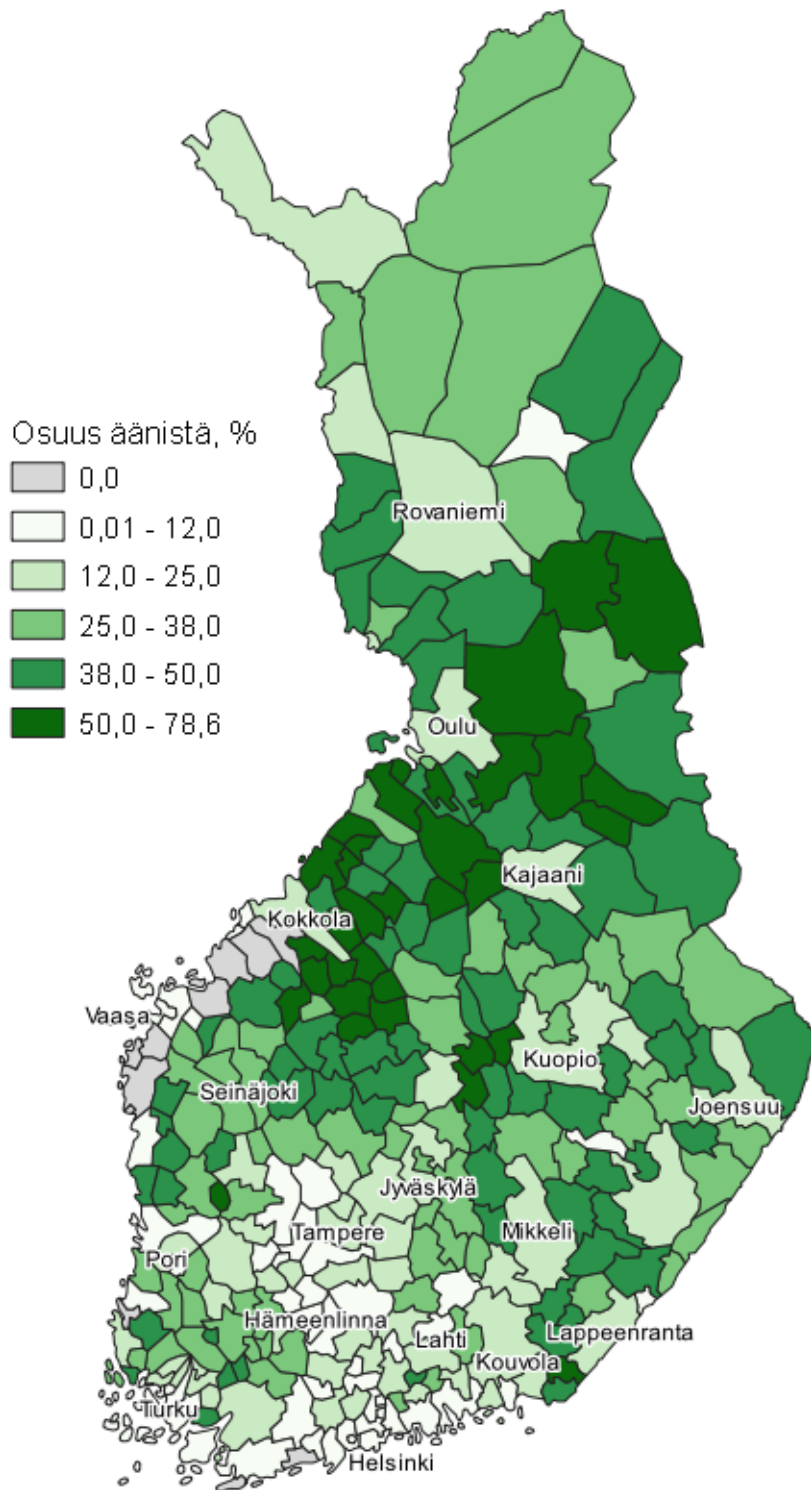 Osuus äänistä, %
0,0
0,01 - 12,0
12,0 - 25,0
25,0 - 38,0
38,0 - 50,0
50,0 - 78,6
Rovaniemi
Oulu
Kajaani
Kokkola
Vaasa
Kuopio
Seinäjoki
Joensuu
Jyväskylä
Tampere
Mikkeli
Pori
Hämeenlinna
Lahti
Lappeenranta
Kouvola
Turku
Helsinki